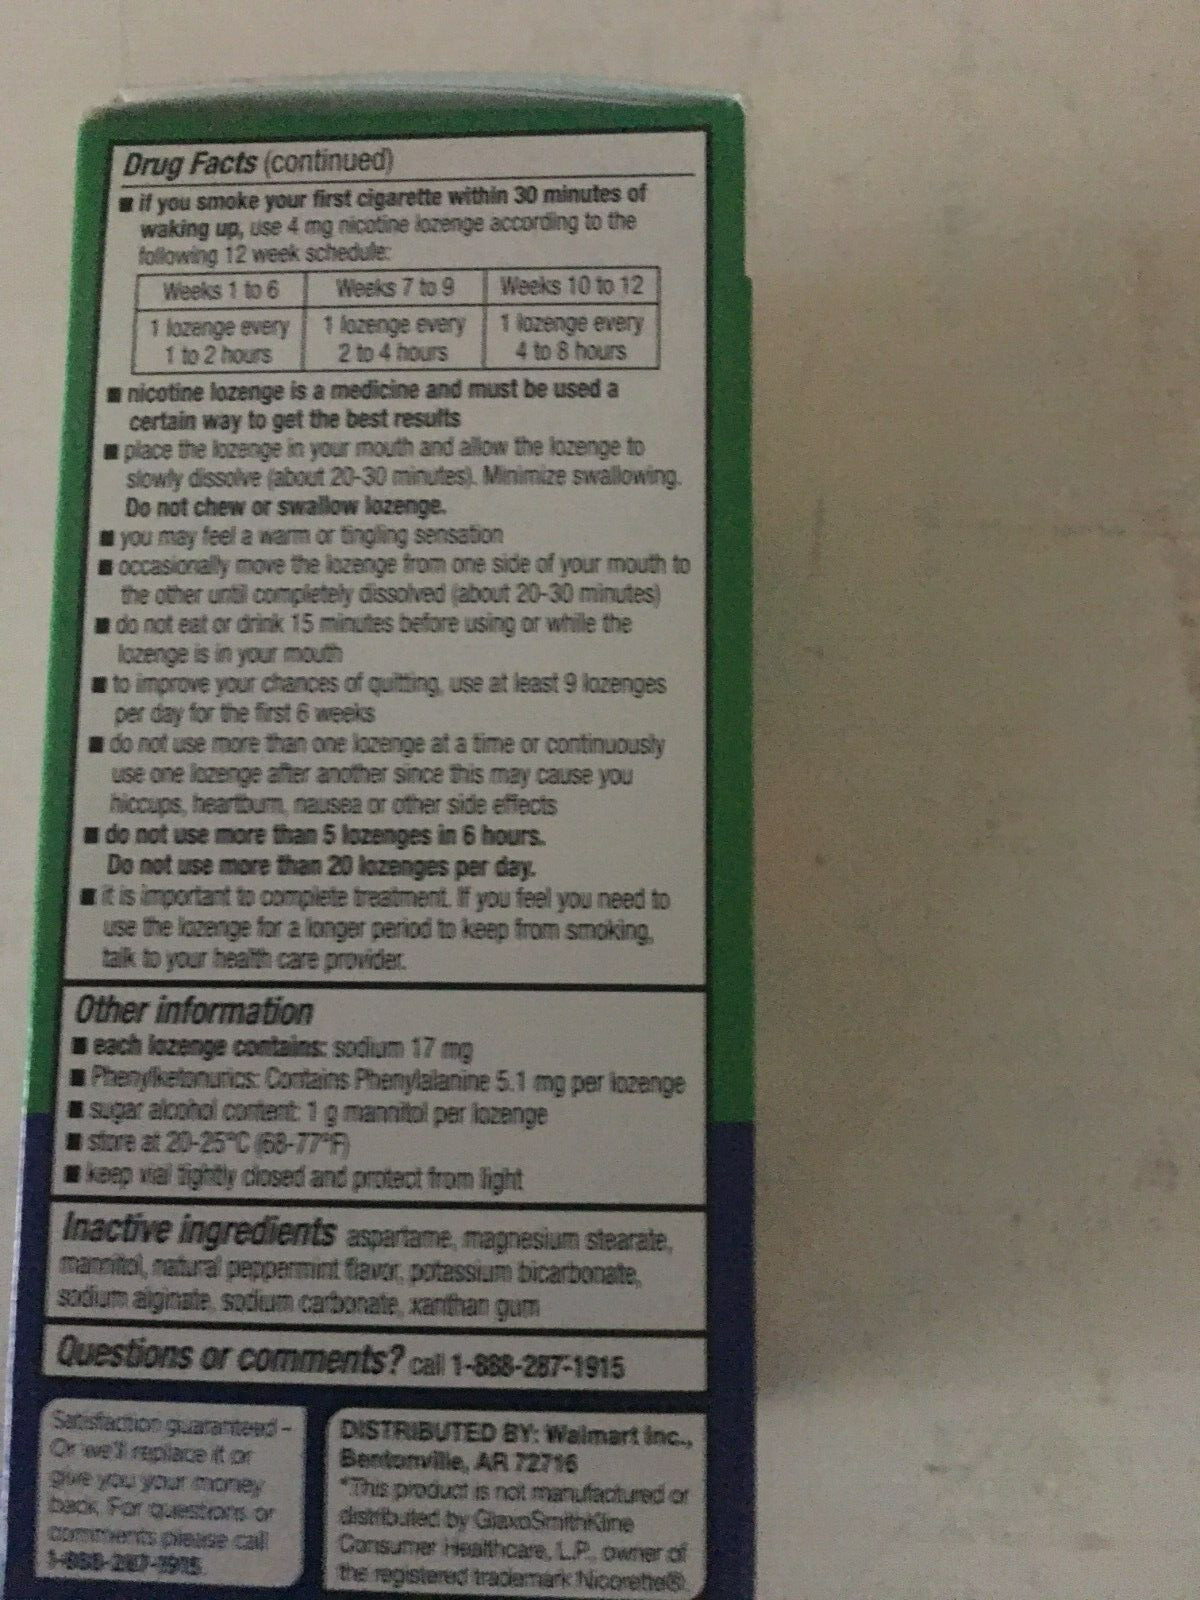 Drug Facts (continued)
■ if you smoke your first cigarette within 30 minutes of
waking up, use 4 mg nicotine lozenge according to the
following 12 week schedule:
Weeks 1 to 6 Weeks 7 to 9 Weeks 10 to 12
1 lozenge every 1 lozenge every 1 lozenge every
1 to 2 hours 2 to 4 hours 4 to 8 hours
■ nicotine lozenge is a medicine and must be used a
certain way to get the best results
■ place the lozenge in your mouth and allow the lozenge to
slowly dissolve (about 20-30 minutes). Minimize swallowing.
Do not chew or swallow lozenge.
■ you may feel a warm or tingling sensation
■ occasionally move the lozenge from one side of your mouth to
the other until completely dissolved (about 20-30 minutes)
■ do not eat or drink 15 minutes before using or while the
lozenge is in your mouth
■ to improve your chances of quitting, use at least 9 lozenges
per day for the first 6 weeks
■ do not use more than one lozenge at a time or continuously
use one lozenge after another since this may cause you
hiccups, heartburn, nausea or other side effects
■ do not use more than 5 lozenges in 6 hours.
Do not use more than 20 lozenges per day.
■ it is important to complete treatment. If you feel you need to
use the lozenge for a longer period to keep from smoking,
talk to your health care provider.
Other information
■ each lozenge contains: sodium 17 mg
■ Phenylketonurics: Contains Phenylalanine 5.1 mg per lozenge
■ sugar alcohol content: 1 g mannitol per lozenge
■ store at 20-25°C (68-77°F)
■ keep vial tightly closed and protect from light
Inactive ingredients aspartame, magnesium stearate,
mannitol, natural peppermint flavor, potassium bicarbonate,
sodium alginate, sodium carbonate, xanthan gum
Questions or comments? call 1-888-287-1915
Satisfaction guaranteed –
Or we'll replace it or
give you your money
back. For questions or
comments please call
1-888-287-1915.
DISTRIBUTED BY: Walmart Inc.,
Bentonville, AR 72716
*This product is not manufactured or
distributed by GlaxoSmithKline
Consumer Healthcare, L.P., owner of
the registered trademark Nicorette®.